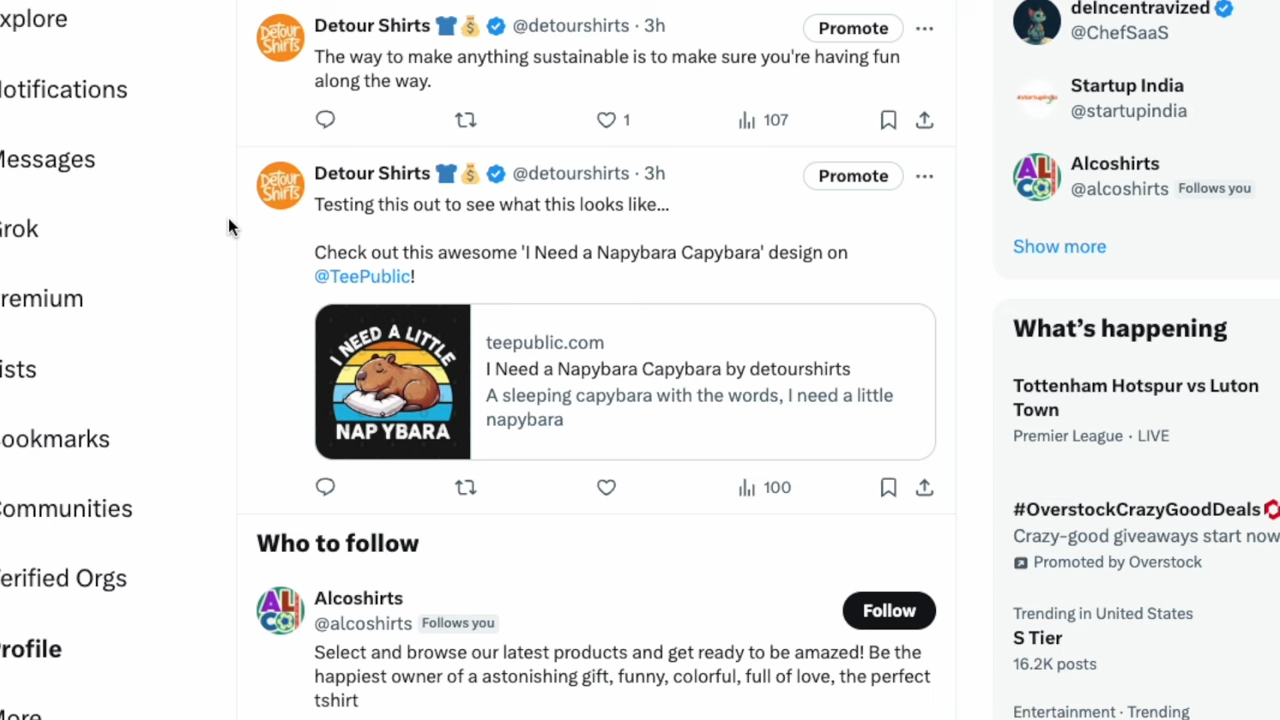 xplore
otifications
Messages
rok
remium
ists
ookmarks
ommunities
erified Orgs
rofile
More
Detour Shirts 👕💰 @detourshirts · 3h
Promote
The way to make anything sustainable is to make sure you're having fun
along the way.
1
107
Detour Shirts 👕💰 @detourshirts · 3h
Promote
Testing this out to see what this looks like...
Check out this awesome 'I Need a Napybara Capybara' design on
@TeePublic!
I NEED A LITTLE
NAP YBARA
teepublic.com
I Need a Napybara Capybara by detourshirts
A sleeping capybara with the words, I need a little
napybara
100
Who to follow
Alcoshirts
@alcoshirts Follows you
Follow
Select and browse our latest products and get ready to be amazed! Be the
happiest owner of a astonishing gift, funny, colorful, full of love, the perfect
tshirt
deIncentravized
@ChefSaaS
Startup India
@startupindia
Alcoshirts
@alcoshirts Follows you
Show more
What's happening
Tottenham Hotspur vs Luton
Town
Premier League · LIVE
#OverstockCrazyGoodDeals
Crazy-good giveaways start now
Promoted by Overstock
Trending in United States
S Tier
16.2K posts
Entertainment · Trending